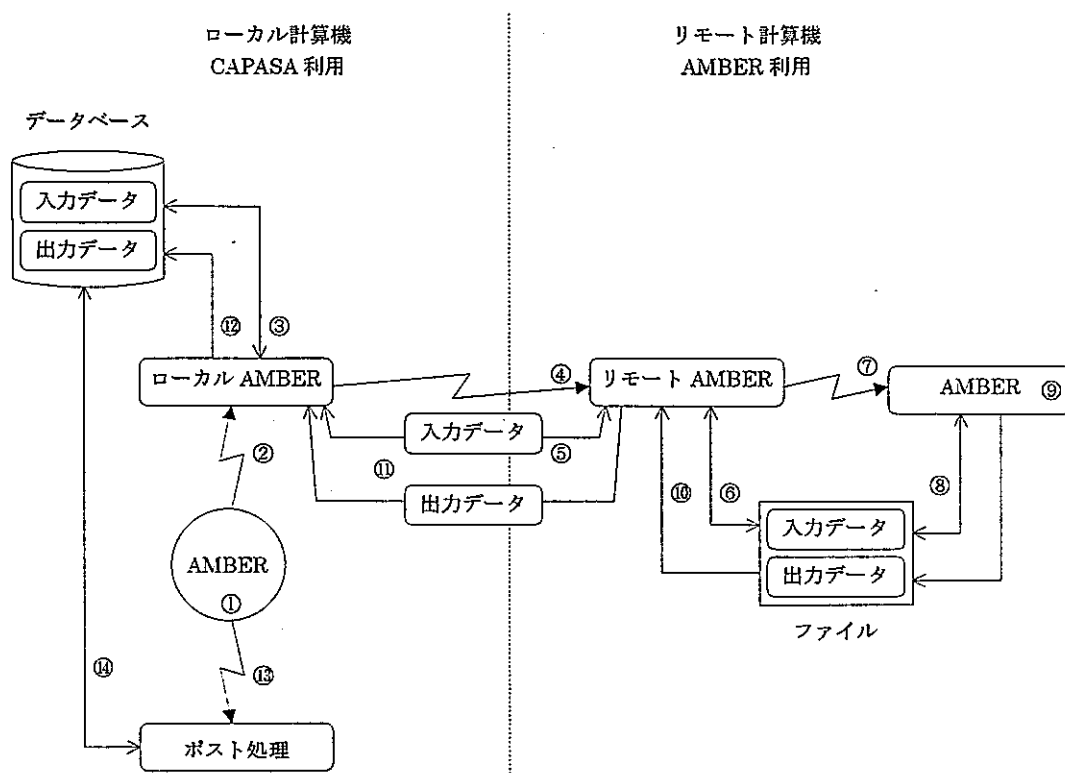 ローカル計算機
CAPASA 利用
リモート計算機
AMBER 利用
データベース
入力データ
出力データ
⑫
③
ローカル AMBER
④
リモート AMBER
⑦
AMBER ⑨
②
入力データ
⑤
⑪
出力データ
⑩
⑥
⑧
入力データ
出力データ
ファイル
AMBER
①
⑭
⑬
ポスト処理